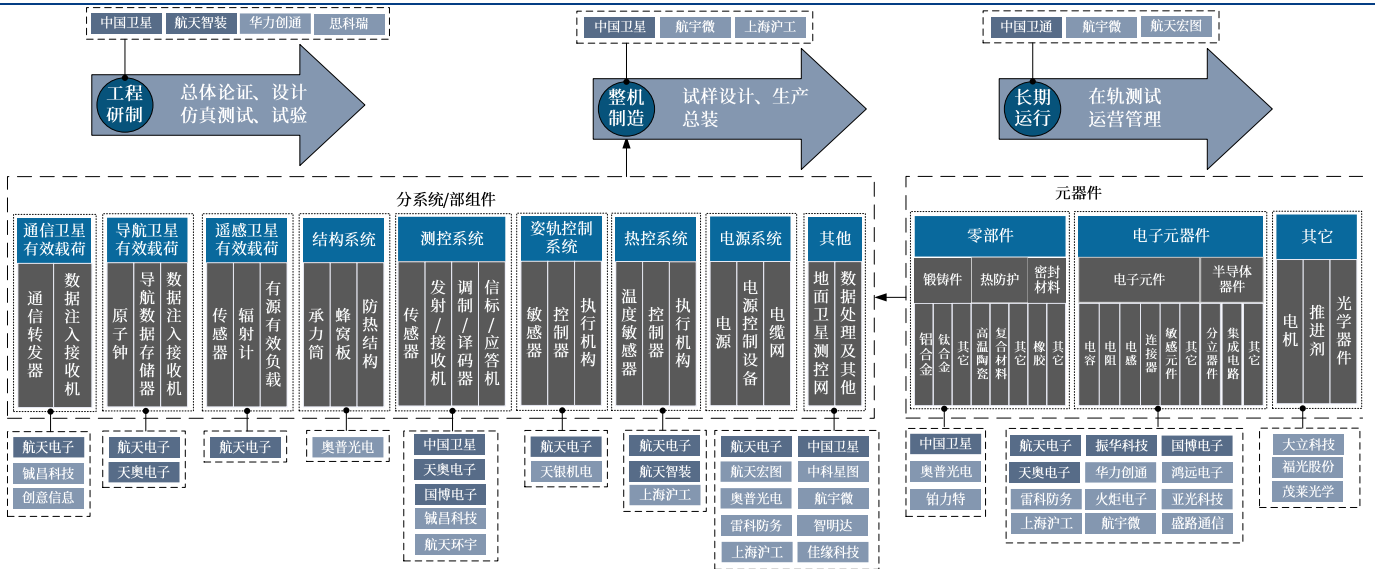 中国卫星 航天智装 华力创通 思科瑞
工程
研制
总体论证、设计
仿真测试、试验
中国卫星 航宇微 上海沪工
整机
制造
试样设计、生产
总装
中国卫通 航宇微 航天宏图
长期
运行
在轨测试
运营管理
分系统/部组件
通信卫星
有效载荷
通信转发器
数据注入接收机
导航卫星
有效载荷
原子钟
导航数据存储器
数据注入接收机
遥感卫星
有效载荷
传感器
辐射计
有源有效负载
结构系统
承力筒
蜂窝板
防热结构
测控系统
传感器
发射/接收机
调制/译码器
信标/应答机
姿轨控制
系统
敏感器
控制器
执行机构
热控系统
温度敏感器
控制器
执行机构
电源系统
电源
电源控制设备
电缆网
其他
地面卫星测控网
数据处理及其他
元器件
零部件
锻铸件
铝合金
钛合金
其它
热防护
高温陶瓷
复合材料
其它
密封
材料
橡胶
其它
电子元器件
电子元件
电容
电阻
电感
连接器
敏感元件
其它
半导体
器件
分立器件
集成电路
其它
其它
电机
推进剂
光学器件
航天电子
铖昌科技
创意信息
航天电子
天奥电子
航天电子
奥普光电
中国卫星
天奥电子
国博电子
铖昌科技
航天环宇
航天电子
天银机电
航天电子
航天智装
上海沪工
航天电子 中国卫星
航天宏图 中科星图
奥普光电 航宇微
雷科防务 智明达
上海沪工 佳缘科技
中国卫星
奥普光电
铂力特
航天电子 振华科技 国博电子
天奥电子 华力创通 鸿远电子
雷科防务 火炬电子 亚光科技
上海沪工 航宇微 盛路通信
大立科技
福光股份
茂莱光学